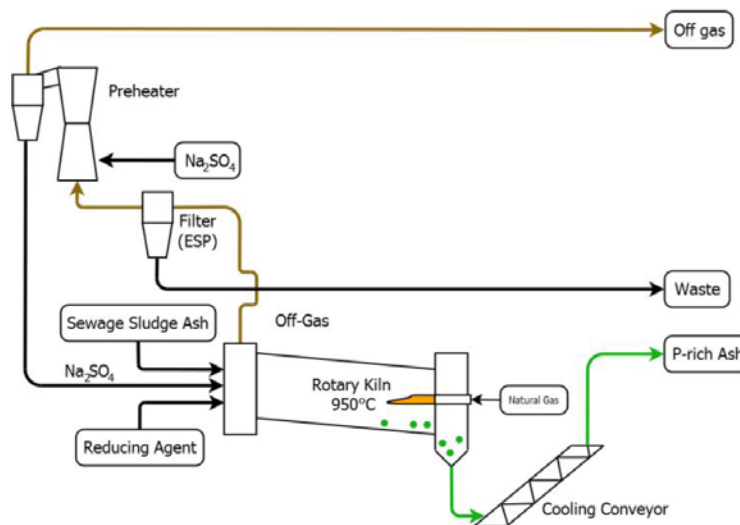 Off gas
Preheater
Na₂SO₄
Filter
(ESP)
Waste
Sewage Sludge Ash
Off-Gas
P-rich Ash
Na₂SO₄
Rotary Kiln
950°C
Natural Gas
Reducing Agent
Cooling Conveyor